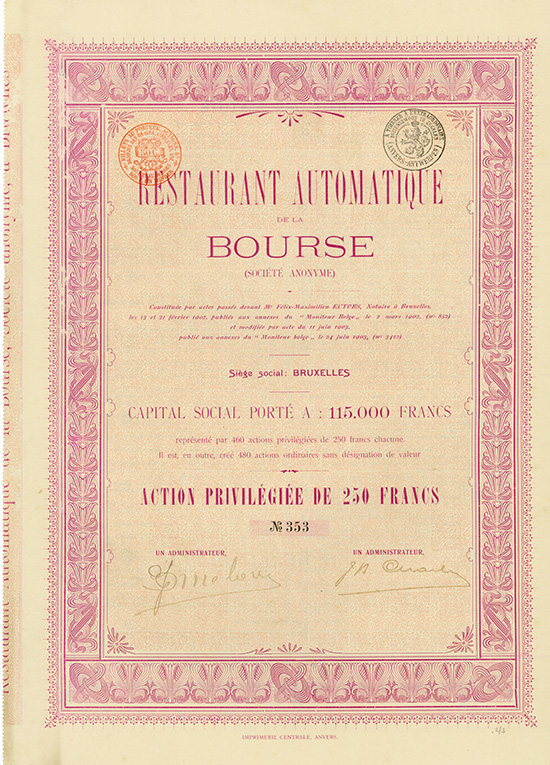 RESTAURANT AUTOMATIQUE
DE LA
BOURSE
(SOCIÉTÉ ANONYME)
Constituée par actes passés devant Me Félix-Maximilien ECTORS, Notaire à Bruxelles,
les 13 et 21 février 1902, publiés aux annexes du "Moniteur Belge„ le 2 mars 1902, (no 852)
et modifiée par acte du 11 juin 1903,
publié aux annexes du "Moniteur belge„ le 24 juin 1903, (no 3412)
Siège social: BRUXELLES
CAPITAL SOCIAL PORTÉ A : 115.000 FRANCS
représenté par 460 actions privilégiées de 250 francs chacune.
Il est, en outre, créé 480 actions ordinaires sans désignation de valeur
ACTION PRIVILÉGIÉE DE 250 FRANCS
No 353
UN ADMINISTRATEUR,
UN ADMINISTRATEUR,
IMPRIMERIE CENTRALE, ANVERS.